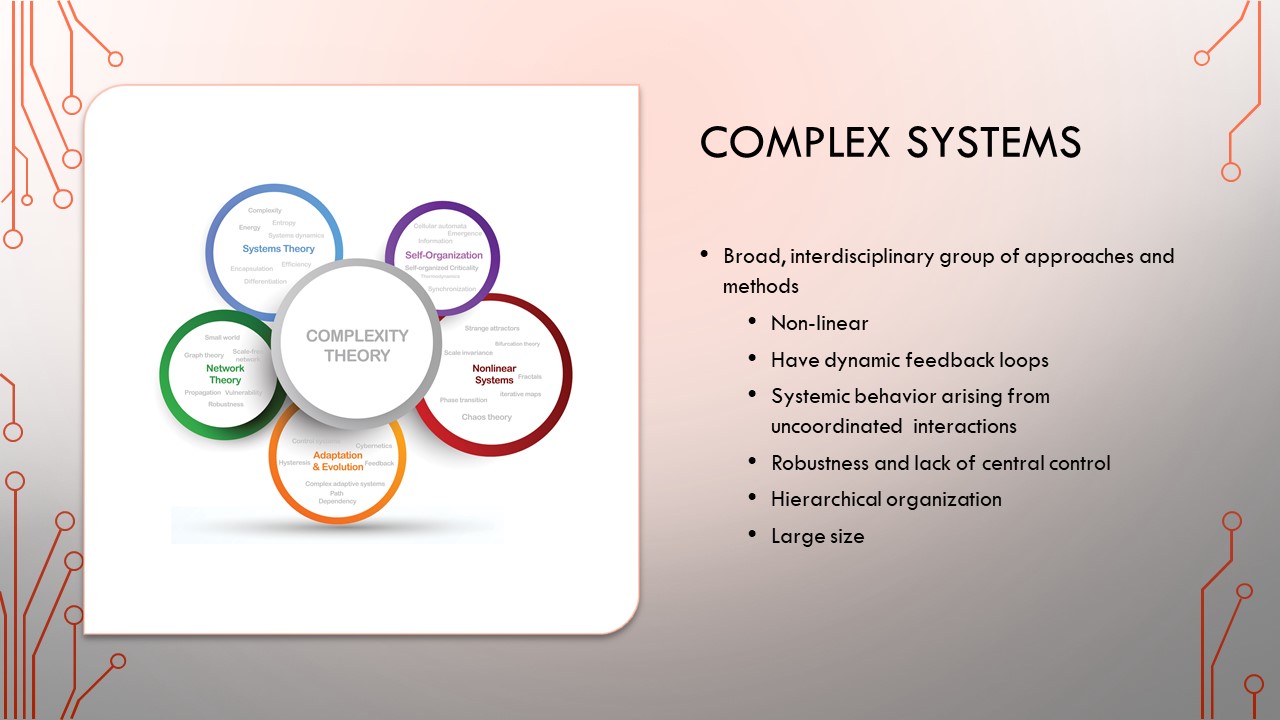 COMPLEX SYSTEMS
• Broad, interdisciplinary group of approaches and
methods
• Non-linear
• Have dynamic feedback loops
• Systemic behavior arising from
uncoordinated interactions
• Robustness and lack of central control
• Hierarchical organization
• Large size
COMPLEXITY
THEORY
Complexity
Energy Entropy
Systems dynamics
Systems Theory
Encapsulation Efficiency
Differentiation
Cellular automata
Emergence
Information
Self-Organization
Self-organized Criticality
Thermodynamics
Synchronization
Strange attractors
Bifurcation theory
Scale invariance
Nonlinear
Systems
Fractals
Phase transition iterative maps
Chaos theory
Small world
Graph theory Scale-free
network
Network
Theory
Propagation Vulnerability
Robustness
Control systems
Cybernetics
Adaptation
& Evolution
Hysteresis Feedback
Complex adaptive systems
Path
Dependency